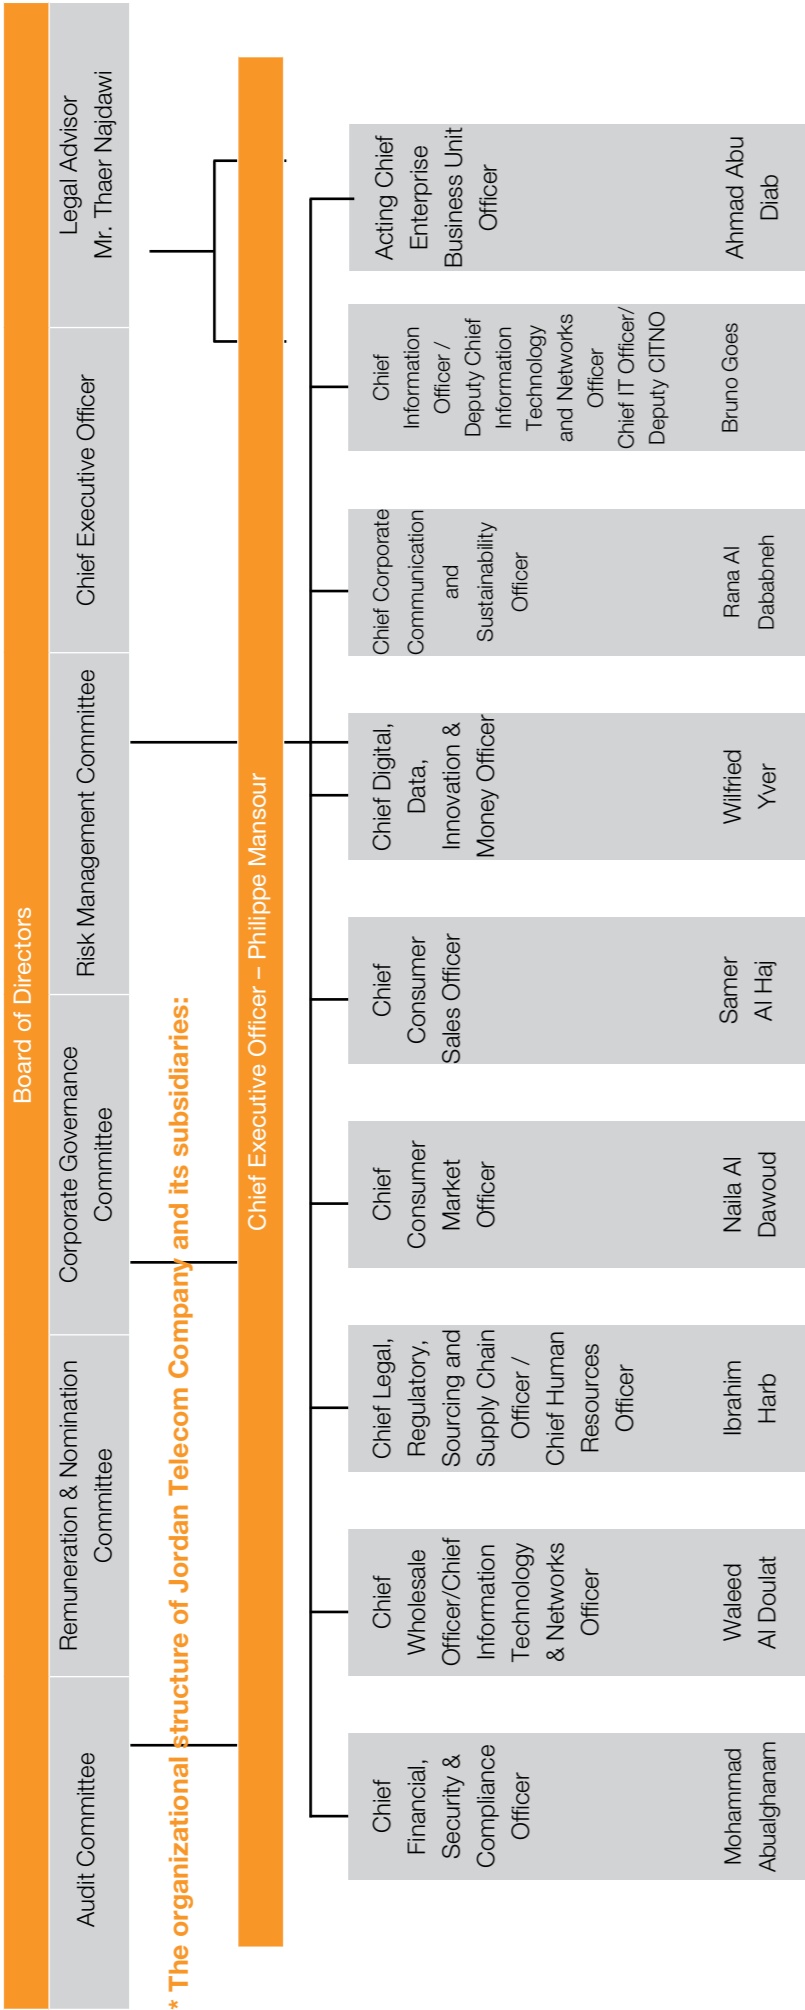 Board of Directors
Audit Committee
Remuneration & Nomination
Committee
Corporate Governance
Committee
Risk Management Committee
Chief Executive Officer
Legal Advisor
Mr. Thaer Najdawi
* The organizational structure of Jordan Telecom Company and its subsidiaries:
Chief Executive Officer – Philippe Mansour
Chief
Financial,
Security &
Compliance
Officer
Mohammad
Abualghanam
Chief
Wholesale
Officer/Chief
Information
Technology
& Networks
Officer
Waleed
Al Doulat
Chief Legal,
Regulatory,
Sourcing and
Supply Chain
Officer /
Chief Human
Resources
Officer
Ibrahim
Harb
Chief
Consumer
Market
Officer
Naila Al
Dawoud
Chief
Consumer
Sales Officer
Samer
Al Haj
Chief Digital,
Data,
Innovation &
Money Officer
Wilfried
Yver
Chief Corporate
Communication
and
Sustainability
Officer
Rana Al
Dababneh
Chief
Information
Officer /
Deputy Chief
Information
Technology
and Networks
Officer
Chief IT Officer/
Deputy CITNO
Bruno Goes
Acting Chief
Enterprise
Business Unit
Officer
Ahmad Abu
Diab